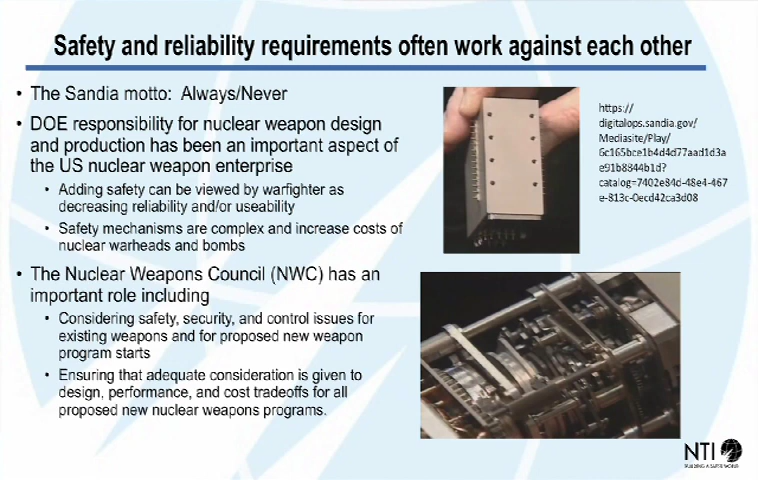 Safety and reliability requirements often work against each other
• The Sandia motto: Always/Never
• DOE responsibility for nuclear weapon design
and production has been an important aspect of
the US nuclear weapon enterprise
• Adding safety can be viewed by warfighter as
decreasing reliability and/or useability
• Safety mechanisms are complex and increase costs of
nuclear warheads and bombs
• The Nuclear Weapons Council (NWC) has an
important role including
• Considering safety, security, and control issues for
existing weapons and for proposed new weapon
program starts
• Ensuring that adequate consideration is given to
design, performance, and cost tradeoffs for all
proposed new nuclear weapons programs.
https://
digitalops.sandia.gov/
Mediasite/Play/
6c165bce1b4d4d77aad1d3a
e91b8844b1d?
catalog=7402e84d-48e4-467
e-813c-0ecd42ca3d08
NTI
BUILDING A SAFER WORLD